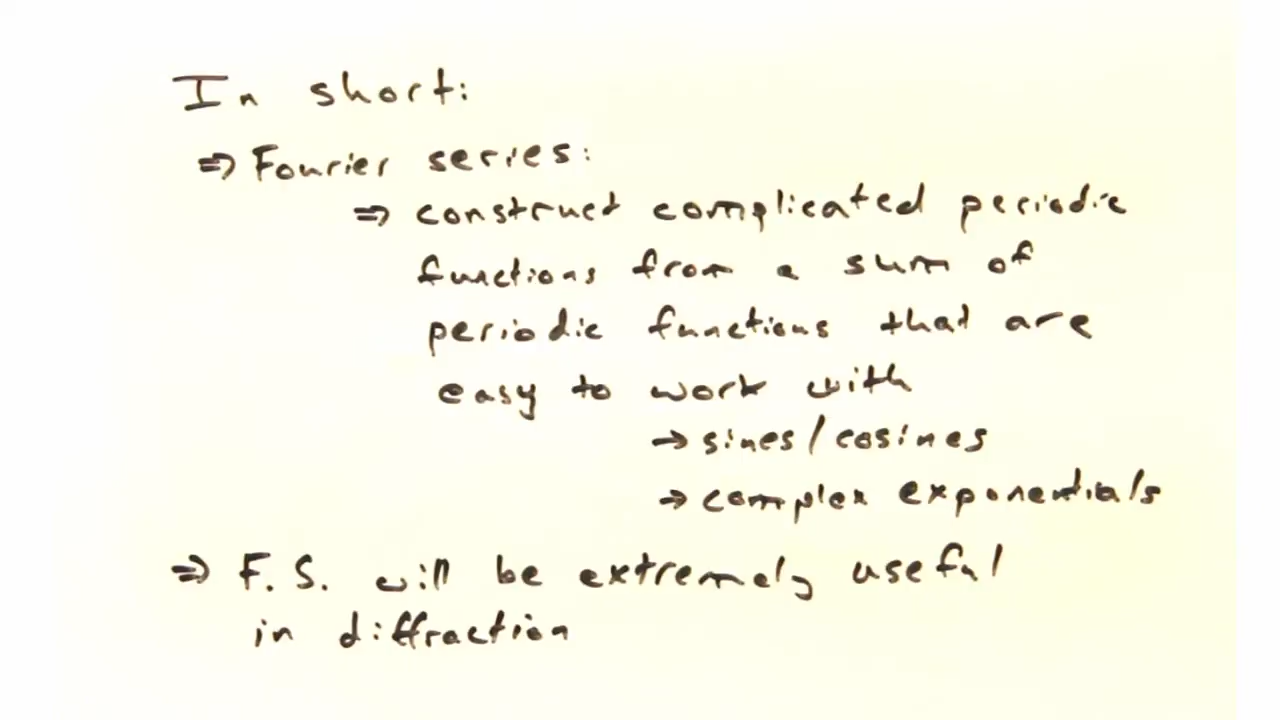 In short:
⇒ Fourier series:
⇒ construct complicated periodic
functions from a sum of
periodic functions that are
easy to work with
→ sines/cosines
→ complex exponentials
⇒ F.S. will be extremely useful
in diffraction